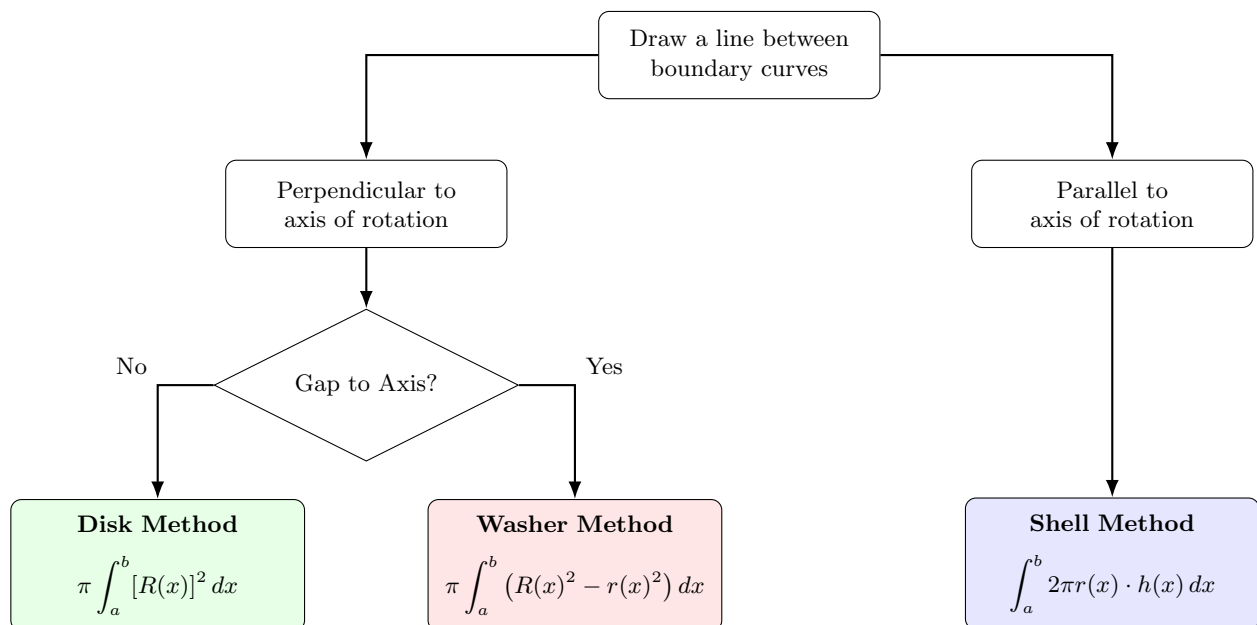 Draw a line between
boundary curves
Perpendicular to
axis of rotation
Parallel to
axis of rotation
Gap to Axis?
No
Yes
Disk Method
π∫_a^b [R(x)]² dx
Washer Method
π∫_a^b (R(x)² − r(x)²) dx
Shell Method
∫_a^b 2πr(x) · h(x) dx